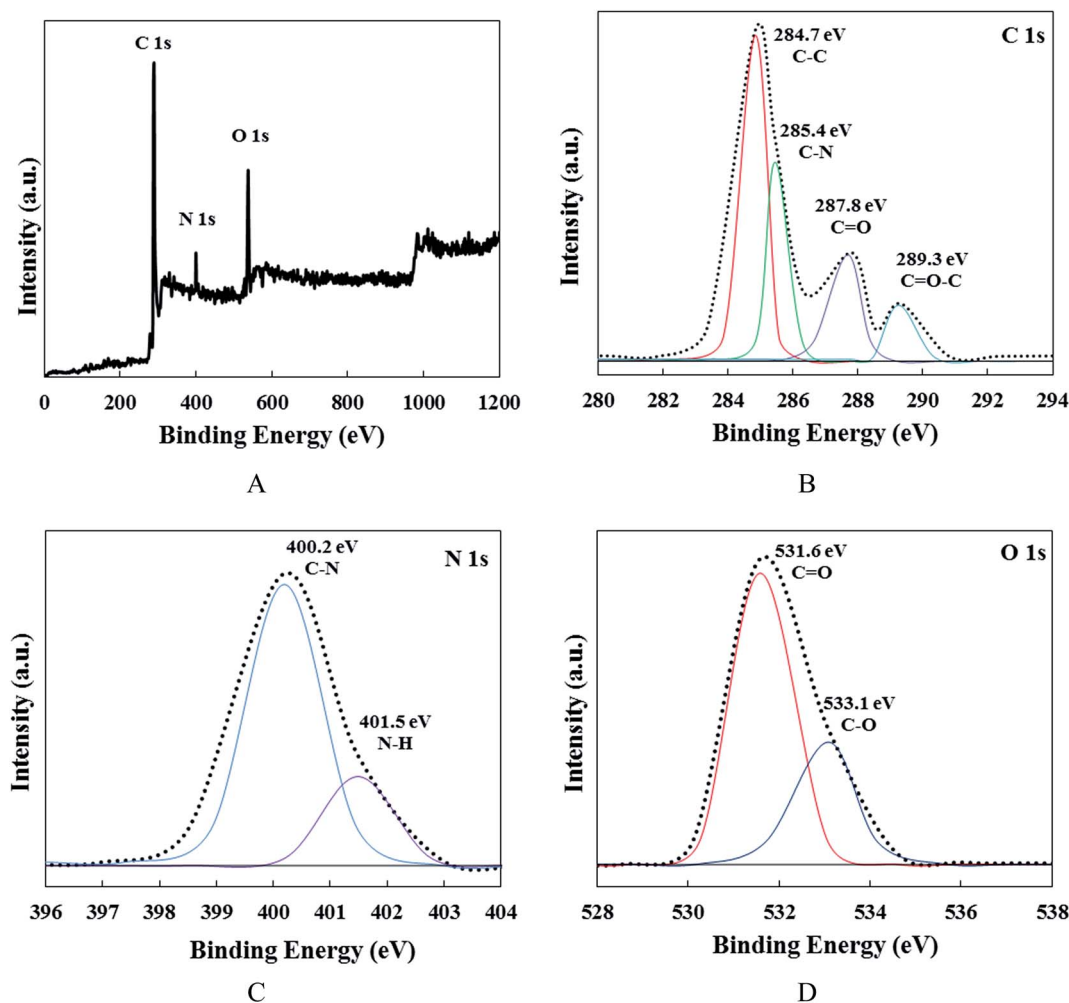 C 1s
O 1s
N 1s
Intensity (a.u.)
0 200 400 600 800 1000 1200
Binding Energy (eV)
A
C 1s
284.7 eV
C-C
285.4 eV
C-N
287.8 eV
C=O
289.3 eV
C=O-C
Intensity (a.u.)
280 282 284 286 288 290 292 294
Binding Energy (eV)
B
N 1s
400.2 eV
C-N
401.5 eV
N-H
Intensity (a.u.)
396 397 398 399 400 401 402 403 404
Binding Energy (eV)
C
O 1s
531.6 eV
C=O
533.1 eV
C-O
Intensity (a.u.)
528 530 532 534 536 538
Binding Energy (eV)
D